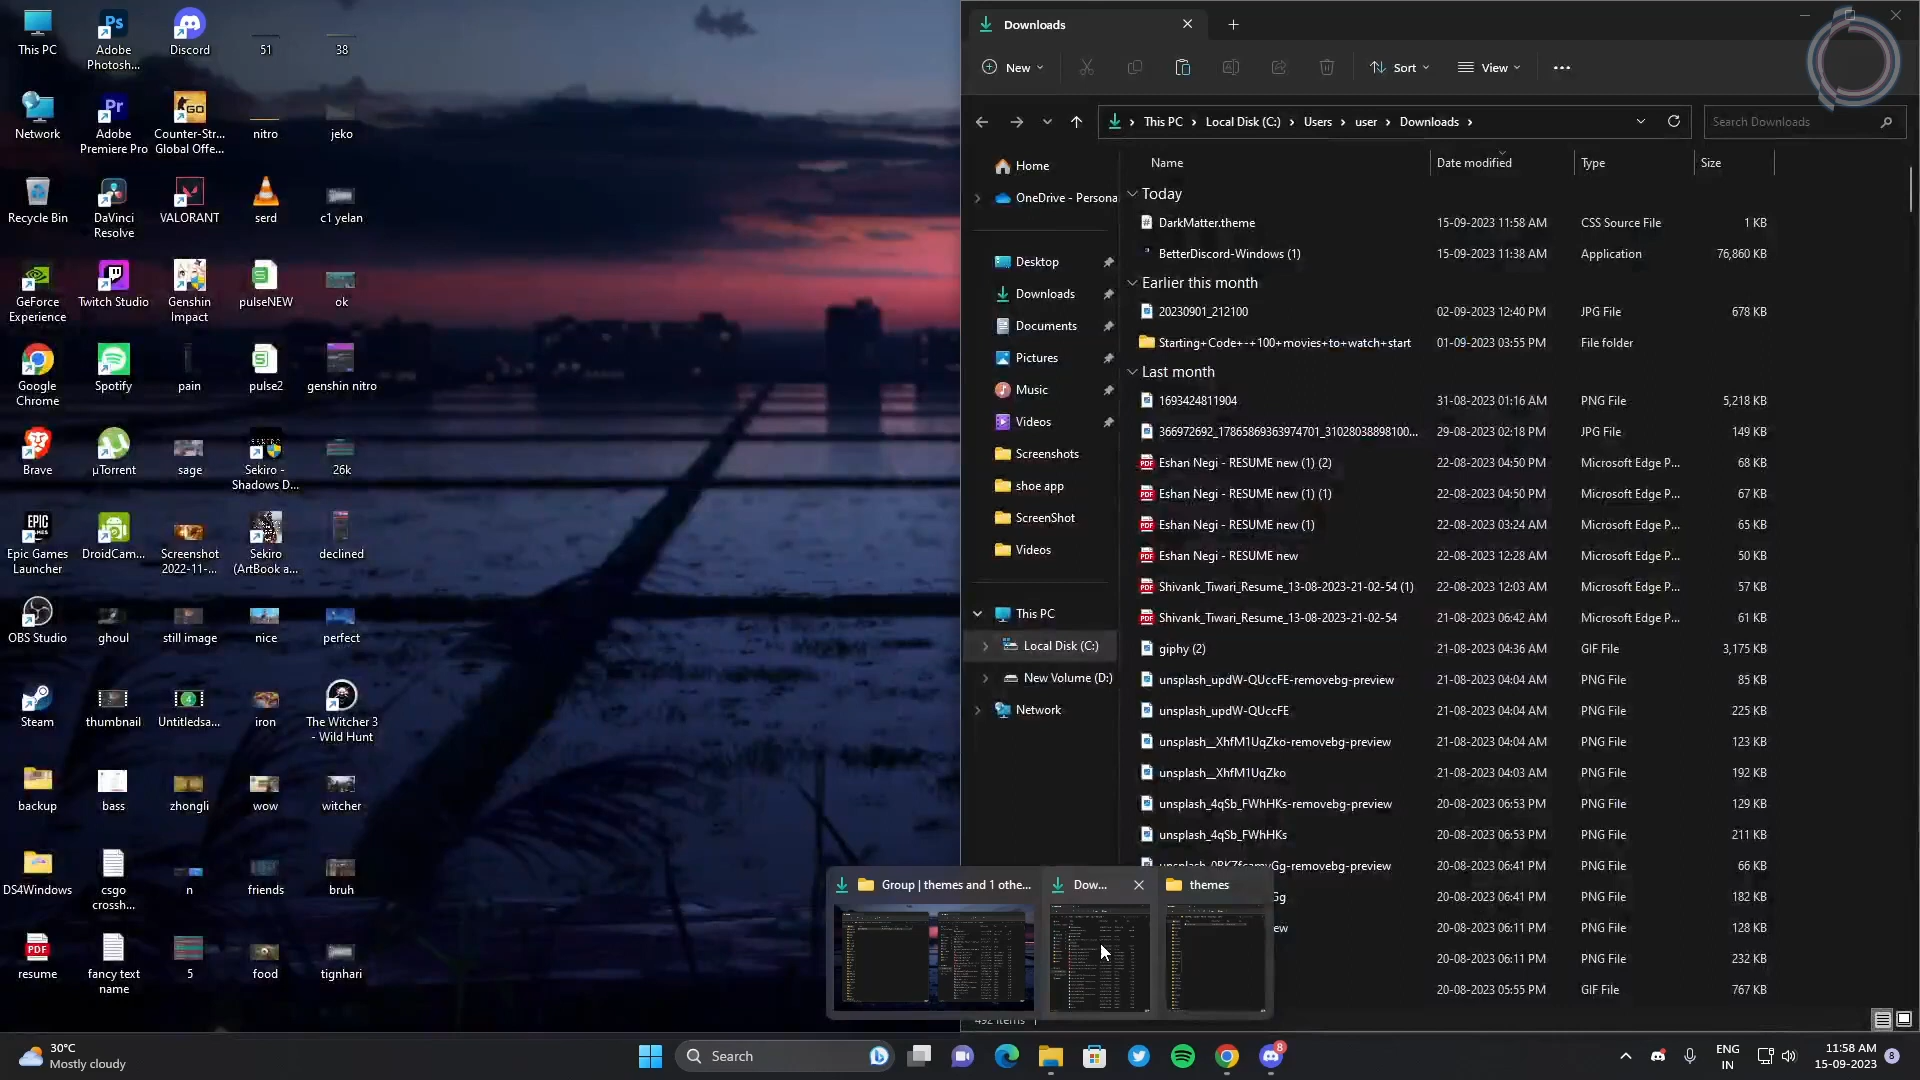 This PC
Adobe
Photosh...
Discord
51
38
Network
Adobe
Premiere Pro
Counter-Str...
Global Offe...
nitro
jeko
Recycle Bin
DaVinci
Resolve
VALORANT
serd
c1 yelan
GeForce
Experience
Twitch Studio
Genshin
Impact
pulseNEW
ok
Google
Chrome
Spotify
pain
pulse2
genshin nitro
Brave
µTorrent
sage
Sekiro -
Shadows D...
26k
Epic Games
Launcher
DroidCam...
Screenshot
2022-11-...
Sekiro
(ArtBook a...
declined
OBS Studio
ghoul
still image
nice
perfect
Steam
thumbnail
Untitledsa...
iron
The Witcher 3
- Wild Hunt
backup
bass
zhongli
wow
witcher
DS4Windows
csgo
crossh...
n
friends
bruh
resume
fancy text
name
5
food
tignhari
Downloads
New
Sort
View
This PC > Local Disk (C:) > Users > user > Downloads >
Search Downloads
Home
OneDrive - Persona
Desktop
Downloads
Documents
Pictures
Music
Videos
Screenshots
shoe app
ScreenShot
Videos
This PC
Local Disk (C:)
New Volume (D:)
Network
Name Date modified Type Size
Today
DarkMatter.theme 15-09-2023 11:58 AM CSS Source File 1 KB
BetterDiscord-Windows (1) 15-09-2023 11:38 AM Application 76,860 KB
Earlier this month
20230901_212100 02-09-2023 12:40 PM JPG File 678 KB
Starting+Code+-+100+movies+to+watch+start 01-09-2023 03:55 PM File folder
Last month
1693424811904 31-08-2023 01:16 AM PNG File 5,218 KB
366972692_17865869363974701_31028038898100... 29-08-2023 02:18 PM JPG File 149 KB
Eshan Negi - RESUME new (1) (2) 22-08-2023 04:50 PM Microsoft Edge P... 68 KB
Eshan Negi - RESUME new (1) (1) 22-08-2023 04:50 PM Microsoft Edge P... 67 KB
Eshan Negi - RESUME new (1) 22-08-2023 03:24 AM Microsoft Edge P... 65 KB
Eshan Negi - RESUME new 22-08-2023 12:28 AM Microsoft Edge P... 50 KB
Shivank_Tiwari_Resume_13-08-2023-21-02-54 (1) 22-08-2023 12:03 AM Microsoft Edge P... 57 KB
Shivank_Tiwari_Resume_13-08-2023-21-02-54 21-08-2023 06:42 AM Microsoft Edge P... 61 KB
giphy (2) 21-08-2023 04:36 AM GIF File 3,175 KB
unsplash_updW-QUccFE-removebg-preview 21-08-2023 04:04 AM PNG File 85 KB
unsplash_updW-QUccFE 21-08-2023 04:04 AM PNG File 225 KB
unsplash__XhfM1UqZko-removebg-preview 21-08-2023 04:04 AM PNG File 123 KB
unsplash__XhfM1UqZko 21-08-2023 04:03 AM PNG File 192 KB
unsplash_4qSb_FWhHKs-removebg-preview 20-08-2023 06:53 PM PNG File 129 KB
unsplash_4qSb_FWhHKs 20-08-2023 06:53 PM PNG File 211 KB
20-08-2023 06:41 PM PNG File 66 KB
20-08-2023 06:41 PM PNG File 182 KB
20-08-2023 06:11 PM PNG File 128 KB
20-08-2023 06:11 PM PNG File 232 KB
20-08-2023 05:55 PM GIF File 767 KB
492 items
Group | themes and 1 othe...
Dow...
themes
30°C
Mostly cloudy
Search
8
ENG
IN
11:58 AM
15-09-2023
8